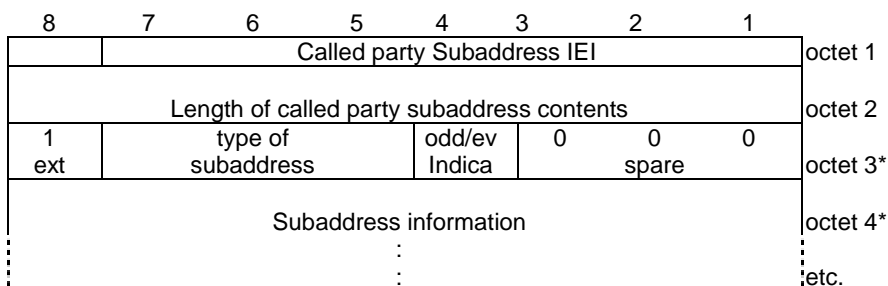 8 7 6 5 4 3 2 1
Called party Subaddress IEI octet 1
Length of called party subaddress contents octet 2
1 type of odd/ev 0 0 0
ext subaddress Indica spare octet 3*
Subaddress information octet 4*
:
: etc.